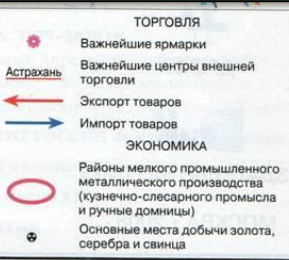 ТОРГОВЛЯ
Важнейшие ярмарки
Астрахань Важнейшие центры внешней
торговли
Экспорт товаров
Импорт товаров
ЭКОНОМИКА
Районы мелкого промышленного
металлического производства
(кузнечно-слесарного промысла
и ручные домницы)
Основные места добычи золота,
серебра и свинца